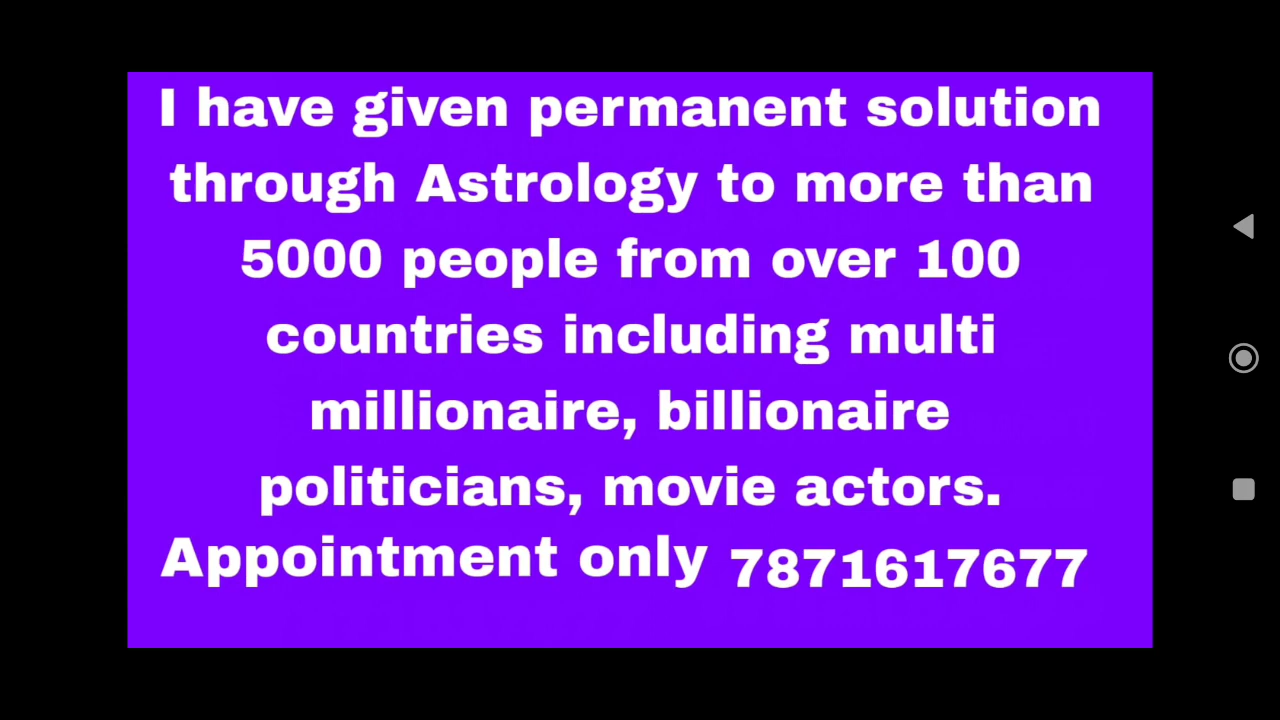 I have given permanent solution
through Astrology to more than
5000 people from over 100
countries including multi
millionaire, billionaire
politicians, movie actors.
Appointment only 7871617677